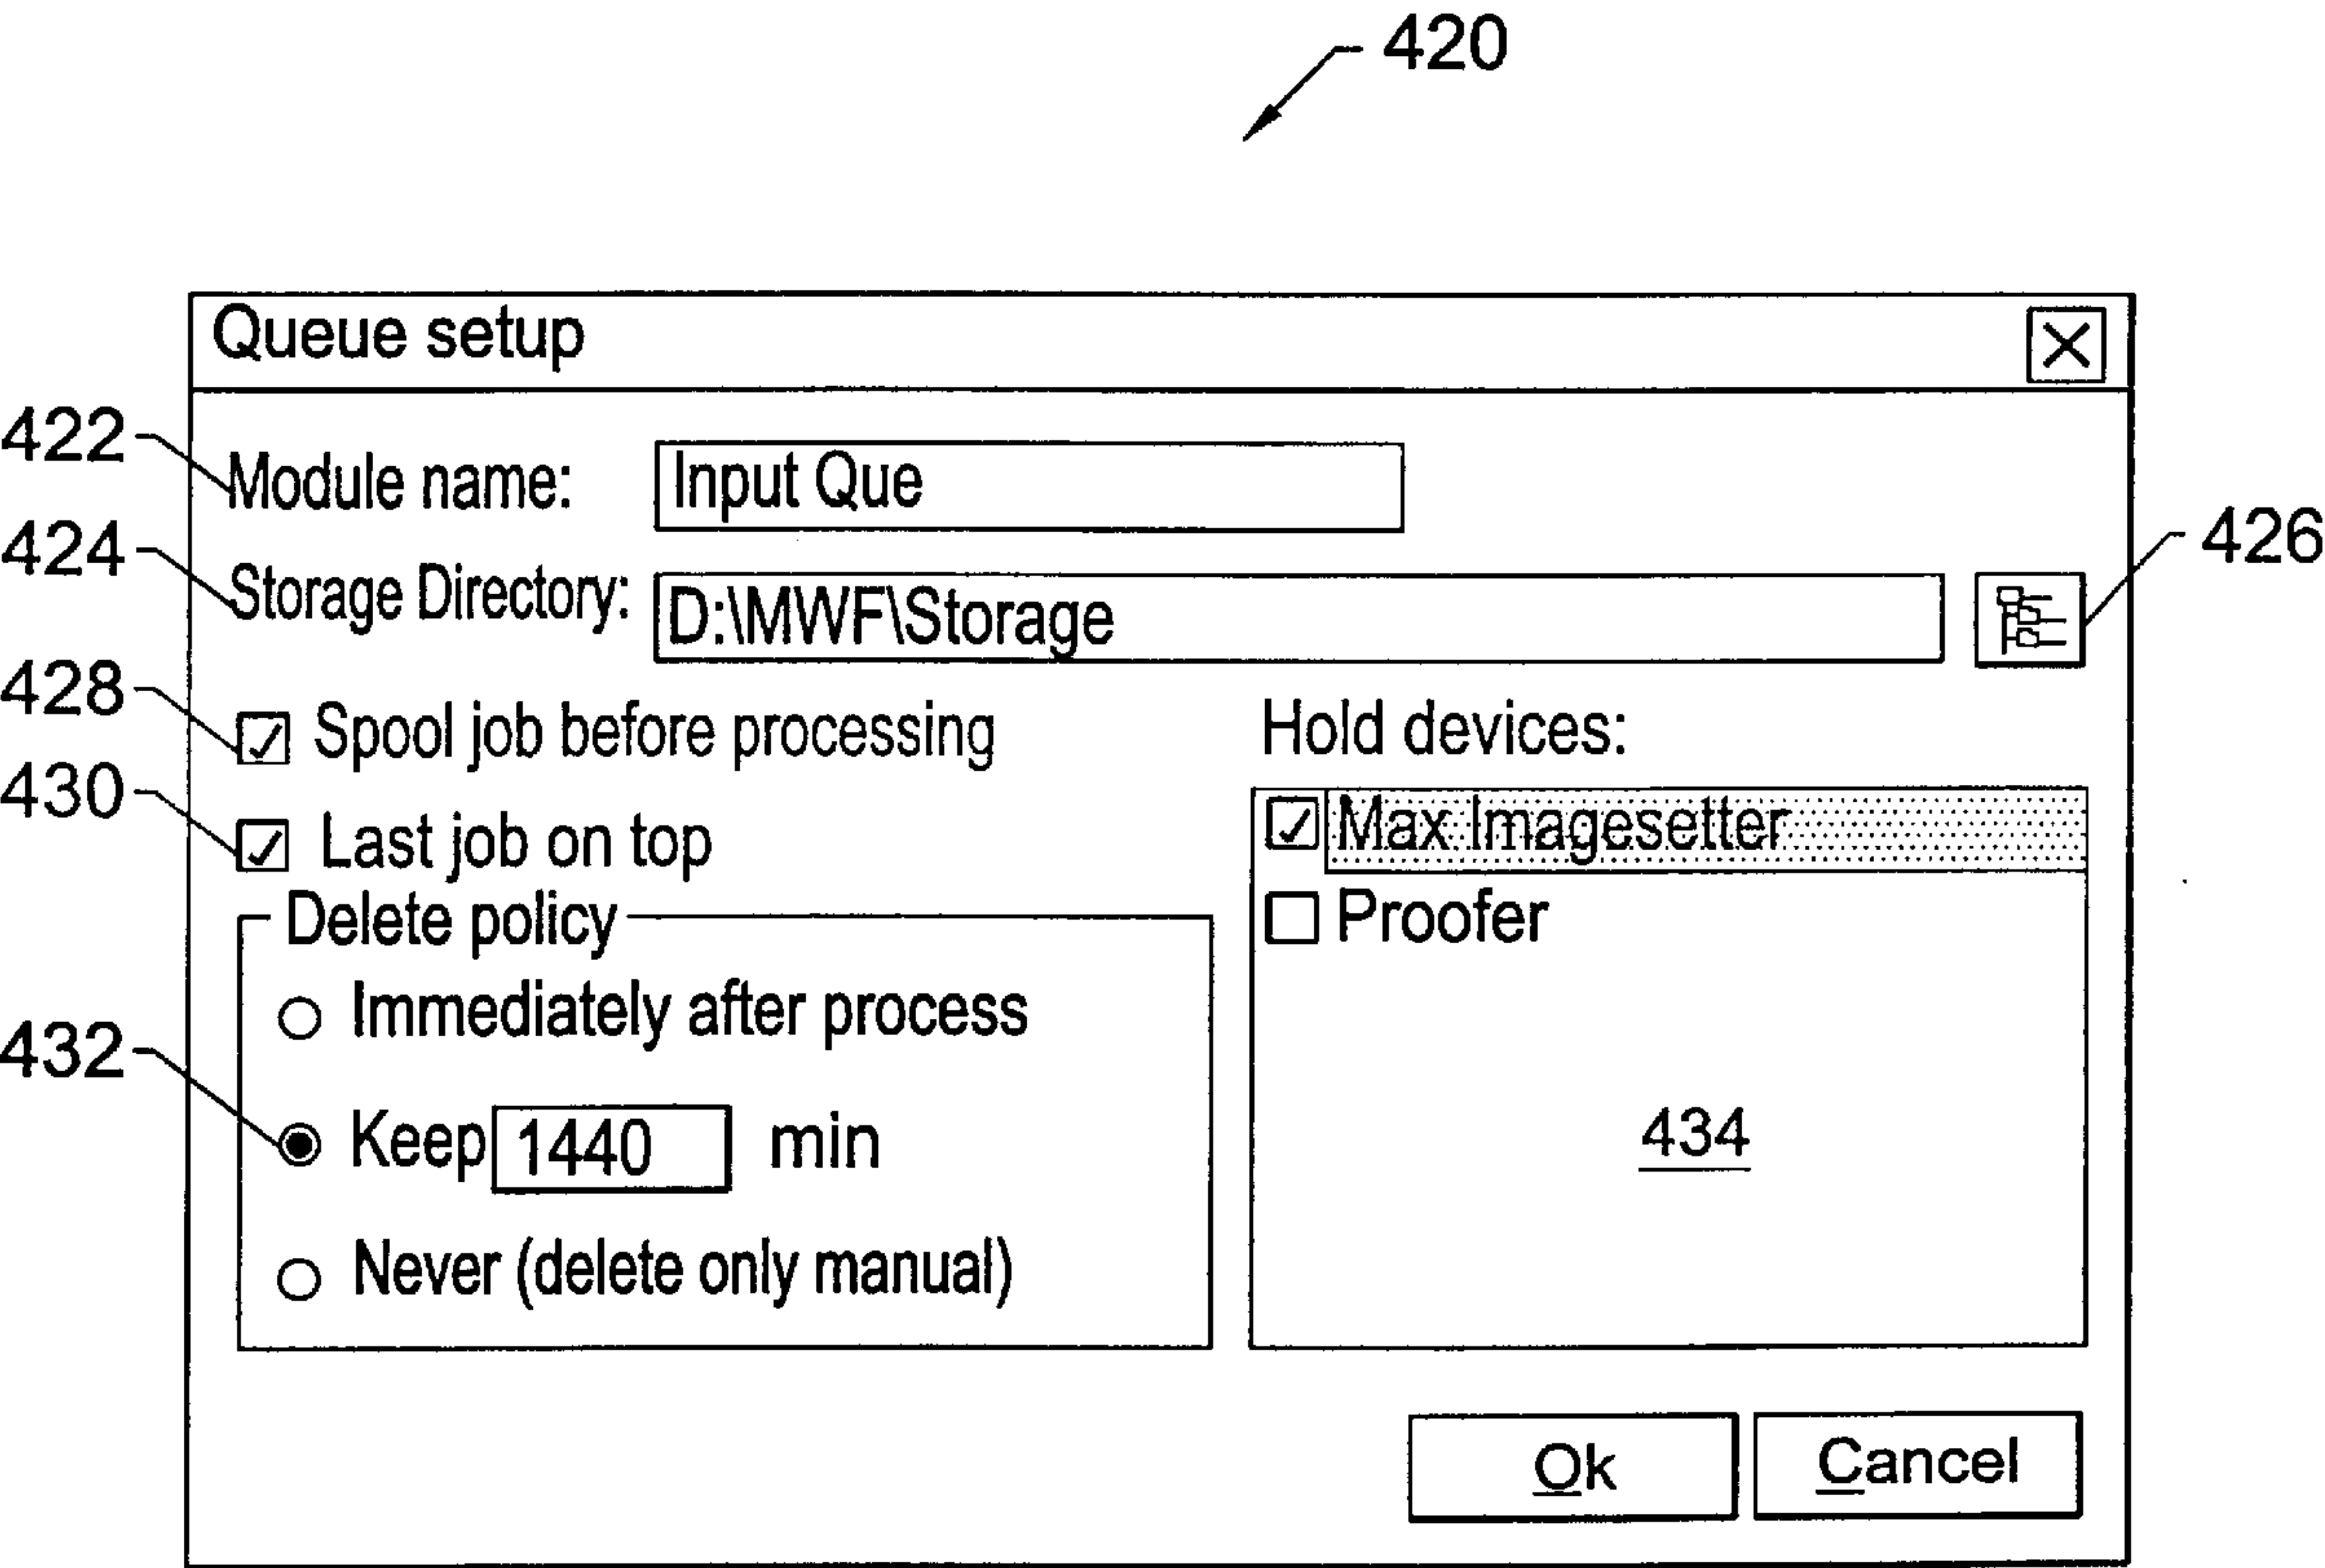 420
Queue setup
422
Module name: Input Que
424
Storage Directory: D:\MWF\Storage
426
428
Spool job before processing
Hold devices:
430
Last job on top
Max Imagesetter
Proofer
Delete policy
Immediately after process
432
Keep 1440 min
434
Never (delete only manual)
Ok Cancel